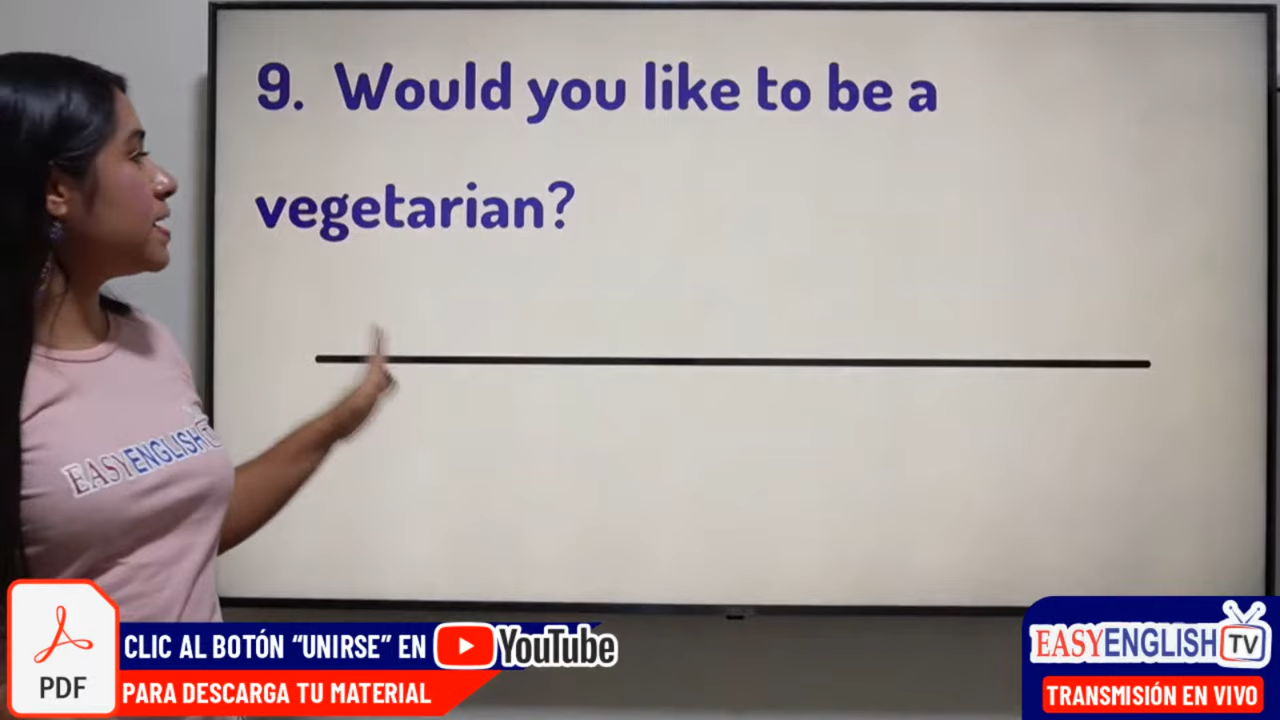 9. Would you like to be a
vegetarian?
EASYENGLISH
CLIC AL BOTÓN “UNIRSE” EN YouTube
PARA DESCARGA TU MATERIAL
PDF
EASYENGLISH TV
TRANSMISIÓN EN VIVO